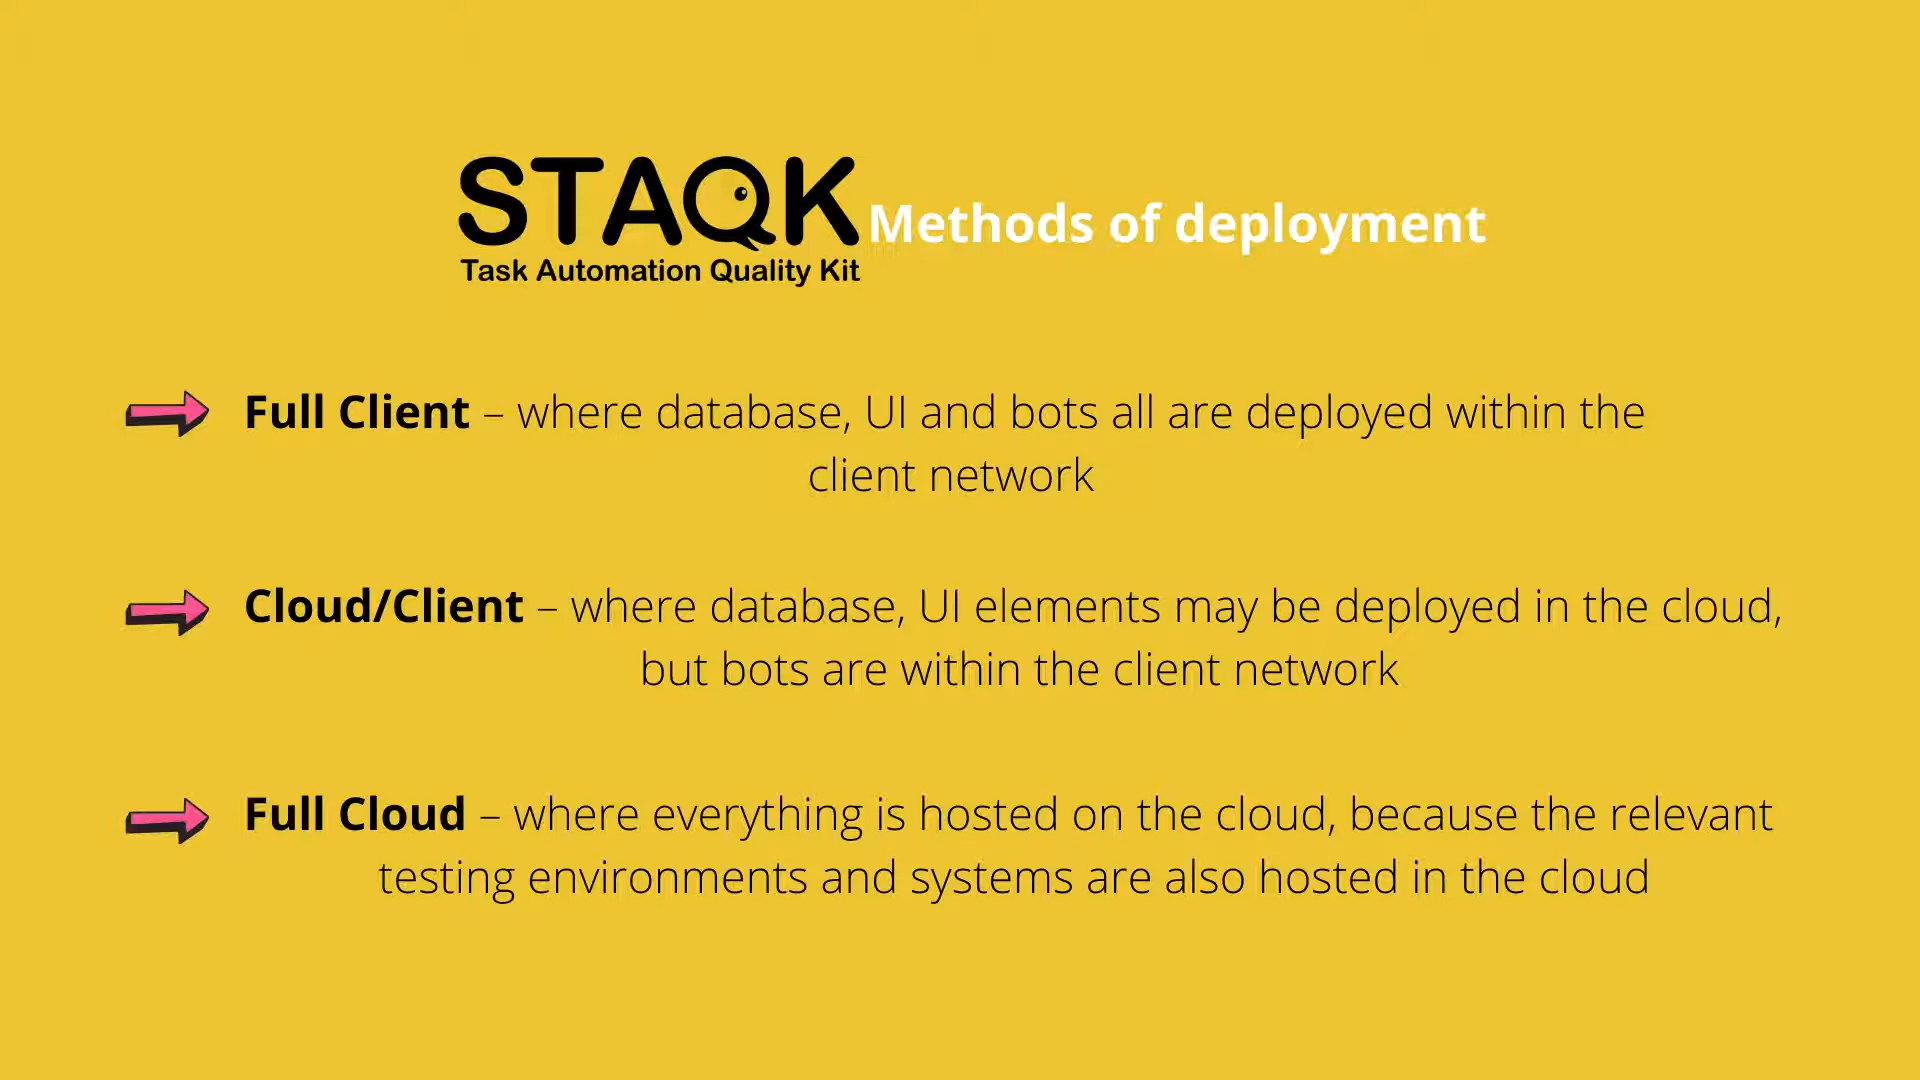 STAQK
Task Automation Quality Kit
Methods of deployment
Full Client – where database, UI and bots all are deployed within the
client network
Cloud/Client – where database, UI elements may be deployed in the cloud,
but bots are within the client network
Full Cloud – where everything is hosted on the cloud, because the relevant
testing environments and systems are also hosted in the cloud